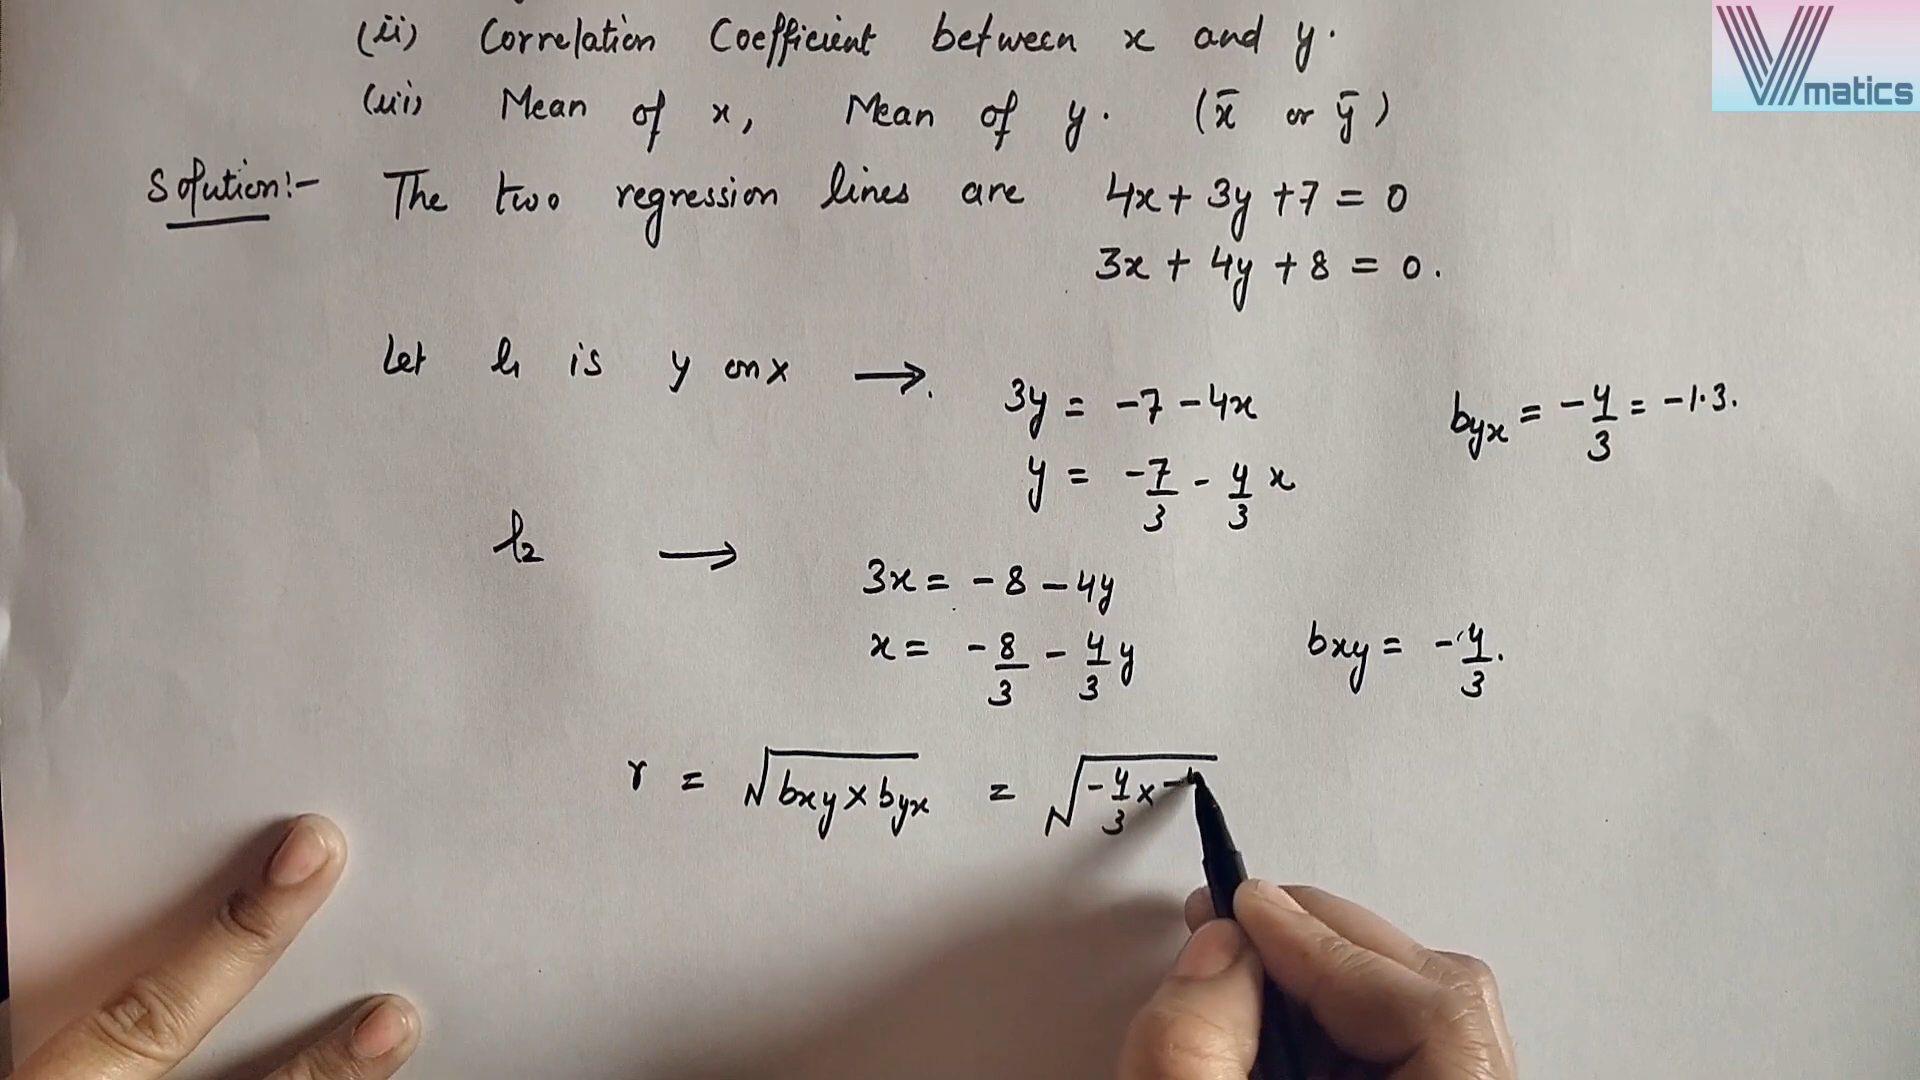 (ii) Correlation Coefficient between x and y.
(iii) Mean of x, Mean of y. (x̄ or ȳ)
Vmatics
Solution:- The two regression lines are 4x + 3y + 7 = 0
3x + 4y + 8 = 0.
Let l₁ is y on x → 3y = -7 - 4x
byx = -4/3 = -1.3.
y = -7/3 - 4/3 x
l₂ → 3x = -8 - 4y
x = -8/3 - 4/3 y bxy = -4/3.
r = √bxy × byx = √-4/3 × -4